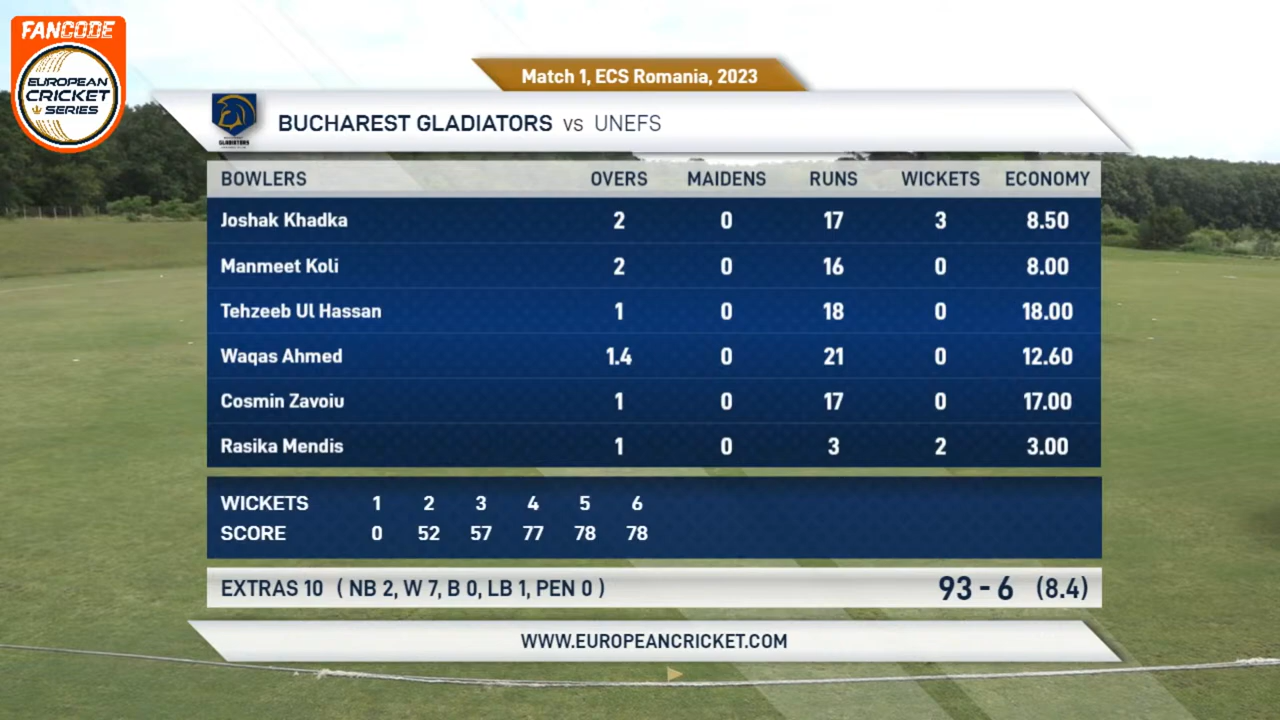 FANCODE
EUROPEAN
CRICKET
SERIES
Match 1, ECS Romania, 2023
GLADIATORS
BUCHAREST GLADIATORS vs UNEFS
BOWLERS OVERS MAIDENS RUNS WICKETS ECONOMY
Joshak Khadka 2 0 17 3 8.50
Manmeet Koli 2 0 16 0 8.00
Tehzeeb Ul Hassan 1 0 18 0 18.00
Waqas Ahmed 1.4 0 21 0 12.60
Cosmin Zavoiu 1 0 17 0 17.00
Rasika Mendis 1 0 3 2 3.00
WICKETS 1 2 3 4 5 6
SCORE 0 52 57 77 78 78
EXTRAS 10 ( NB 2, W 7, B 0, LB 1, PEN 0 ) 93 - 6 (8.4)
WWW.EUROPEANCRICKET.COM